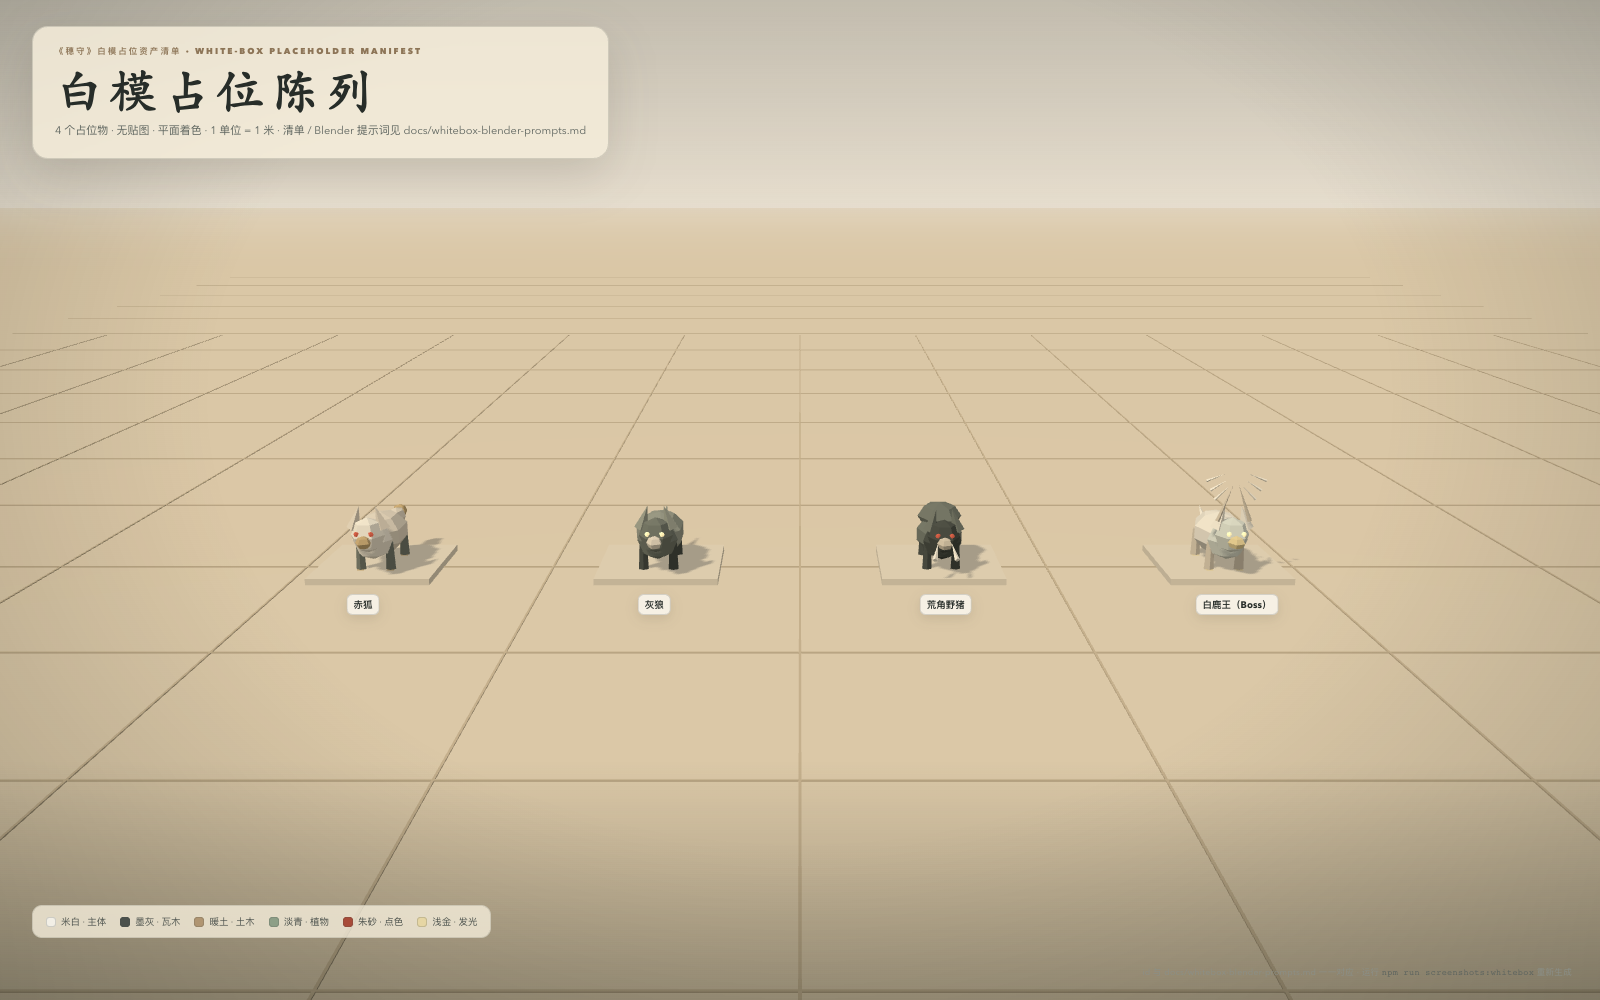 《穗守》白模占位资产清单 · WHITE-BOX PLACEHOLDER MANIFEST
白模占位陈列
4 个占位物 · 无贴图 · 平面着色 · 1 单位 = 1 米 · 清单 / Blender 提示词见 docs/whitebox-blender-prompts.md
赤狐
灰狼
荒角野猪
白鹿王（Boss）
米白 · 主体
墨灰 · 瓦木
暖土 · 土木
淡青 · 植物
朱砂 · 点色
浅金 · 发光
npm run screenshots:whitebox 重新生成